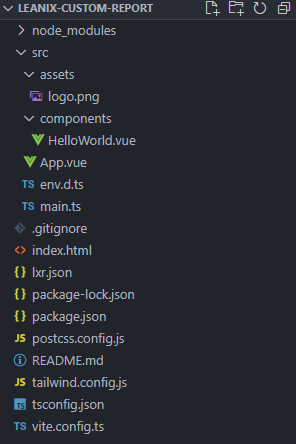 LEANIX-CUSTOM-REPORT
node_modules
src
assets
logo.png
components
HelloWorld.vue
App.vue
TS env.d.ts
TS main.ts
.gitignore
<> index.html
{} lxr.json
{} package-lock.json
{} package.json
JS postcss.config.js
README.md
JS tailwind.config.js
TS tsconfig.json
TS vite.config.ts